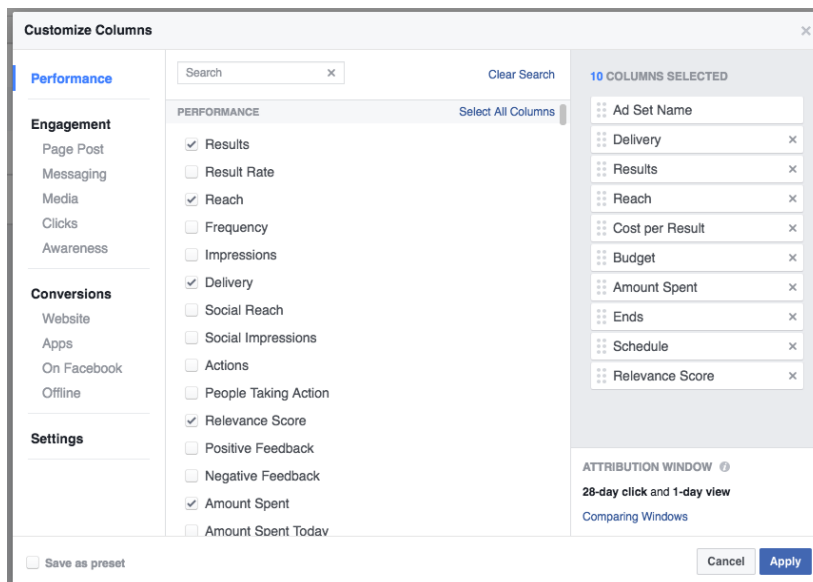 Customize Columns
Performance
Engagement
Page Post
Messaging
Media
Clicks
Awareness
Conversions
Website
Apps
On Facebook
Offline
Settings
Search
Clear Search
PERFORMANCE
Select All Columns
Results
Result Rate
Reach
Frequency
Impressions
Delivery
Social Reach
Social Impressions
Actions
People Taking Action
Relevance Score
Positive Feedback
Negative Feedback
Amount Spent
Amount Spent Today
10 COLUMNS SELECTED
Ad Set Name
Delivery
Results
Reach
Cost per Result
Budget
Amount Spent
Ends
Schedule
Relevance Score
ATTRIBUTION WINDOW
28-day click and 1-day view
Comparing Windows
Save as preset
Cancel
Apply